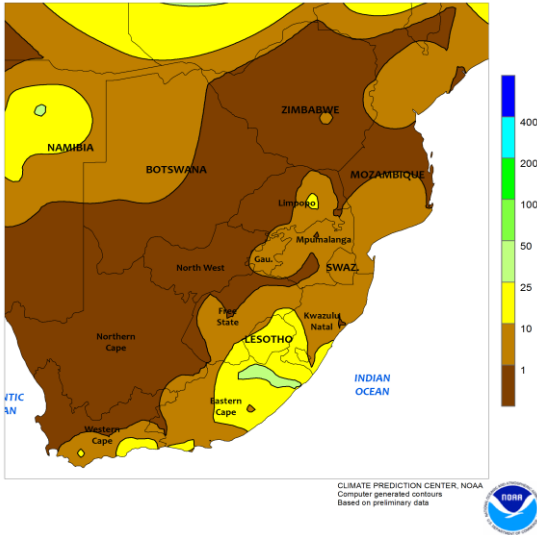 ZIMBABWE
NAMIBIA
BOTSWANA
MOZAMBIQUE
Limpopo
Mpumalanga
Gau.
North West
SWAZ.
Free
State
Kwazulu
Natal
Northern
Cape
LESOTHO
Eastern
Cape
Western
Cape
NTIC
AN
INDIAN
OCEAN
400
200
100
50
25
10
1
CLIMATE PREDICTION CENTER, NOAA
Computer generated contours
Based on preliminary data
NOAA